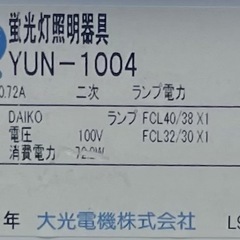 蛍光灯照明器具
YUN-1004
0.72A 二次 ランプ電力
DAIKO ランプ FCL40/38 X1
電圧 100V FCL32/30 X1
消費電力 72.0W
年 大光電機株式会社 LS